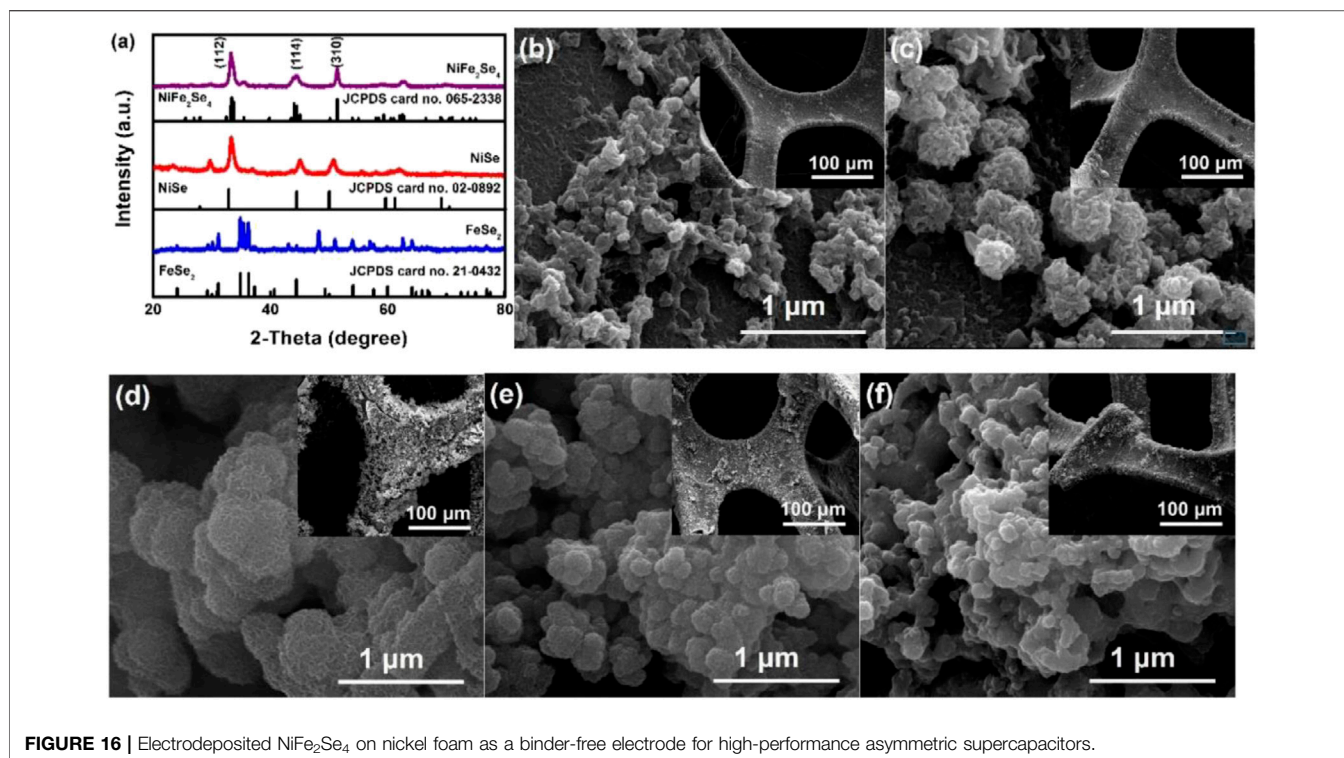 (a)
(112)
(114)
(310)
NiFe₂Se₄
NiFe₂Se₄ JCPDS card no. 065-2338
NiSe
NiSe JCPDS card no. 02-0892
FeSe₂
FeSe₂ JCPDS card no. 21-0432
Intensity (a.u.)
20 40 60 80
2-Theta (degree)
(b)
100 µm
1 µm
(c)
100 µm
1 µm
(d)
100 µm
1 µm
(e)
100 µm
1 µm
(f)
100 µm
1 µm
FIGURE 16 | Electrodeposited NiFe₂Se₄ on nickel foam as a binder-free electrode for high-performance asymmetric supercapacitors.